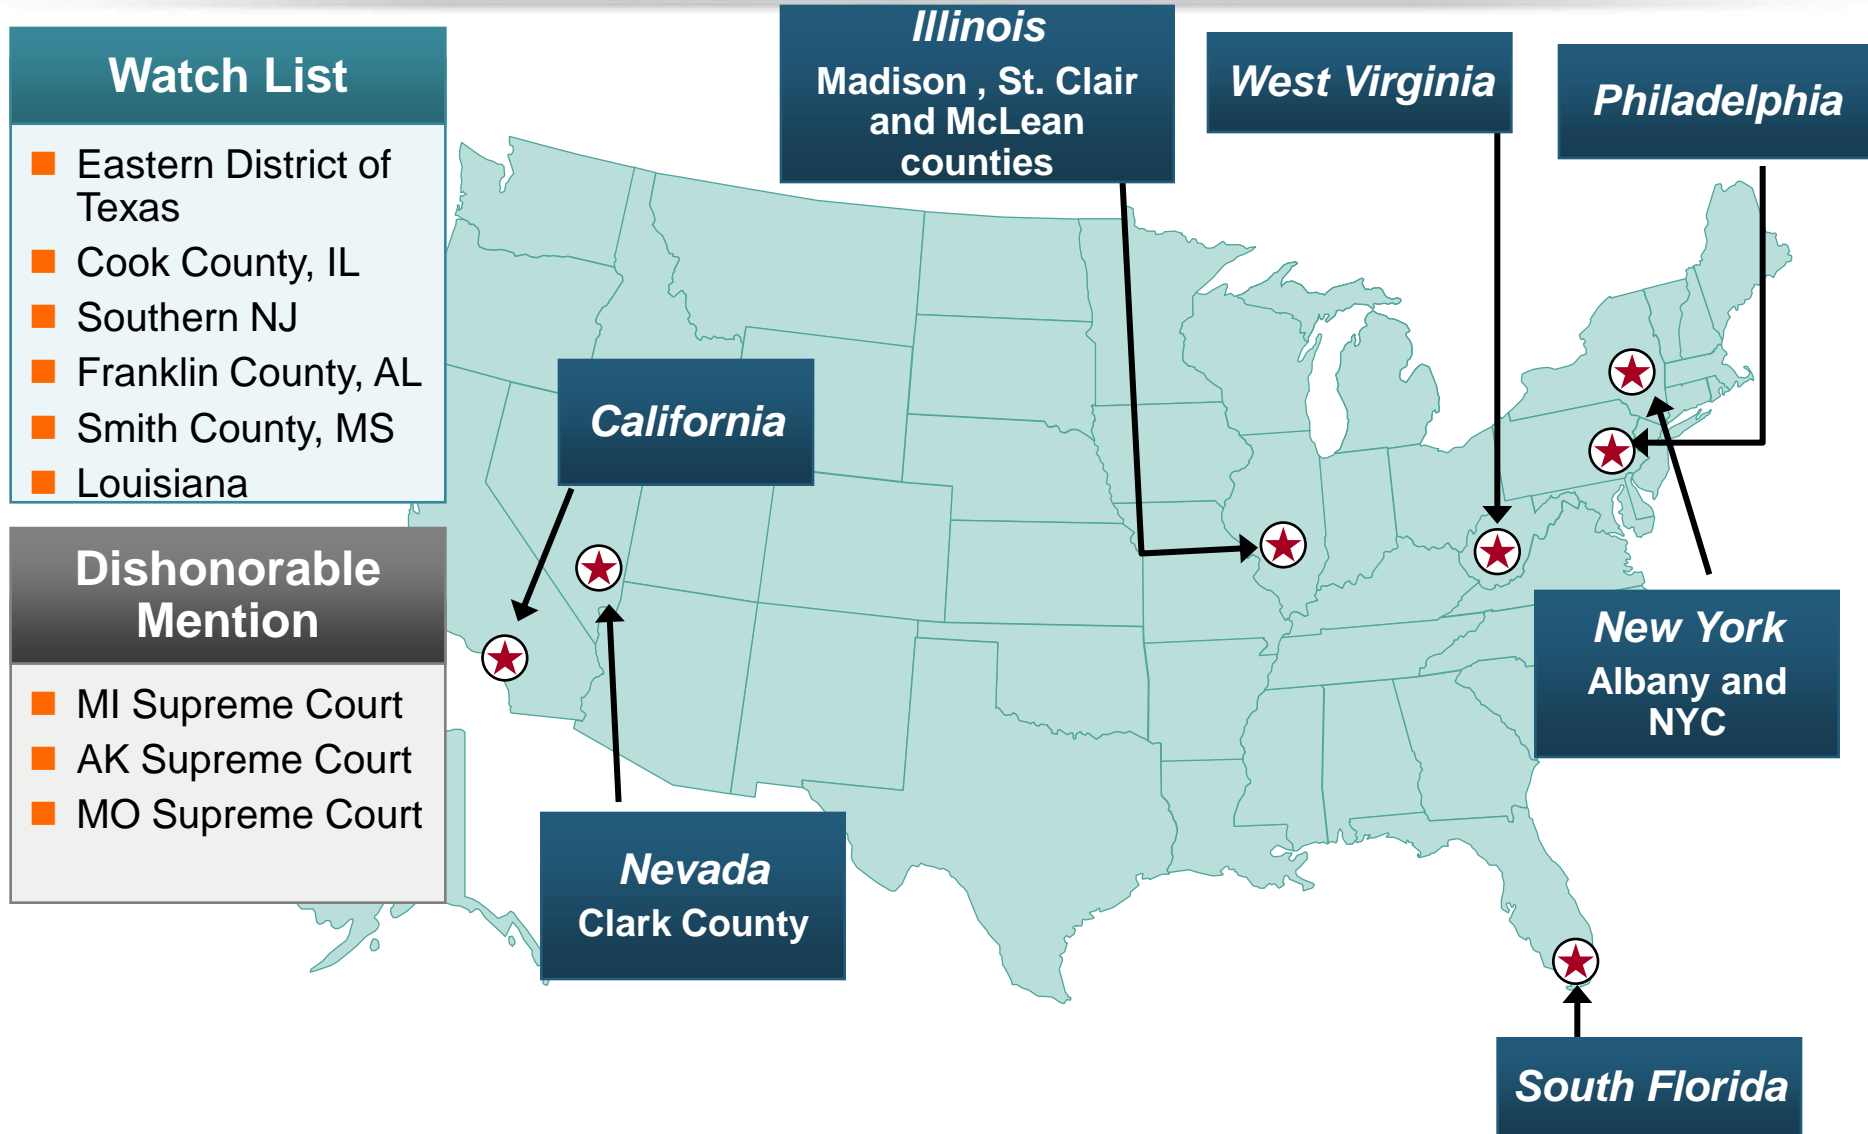 Watch List
Eastern District of
Texas
Cook County, IL
Southern NJ
Franklin County, AL
Smith County, MS
Louisiana
Dishonorable
Mention
MI Supreme Court
AK Supreme Court
MO Supreme Court
Illinois
Madison , St. Clair
and McLean
counties
West Virginia
Philadelphia
California
New York
Albany and
NYC
Nevada
Clark County
South Florida